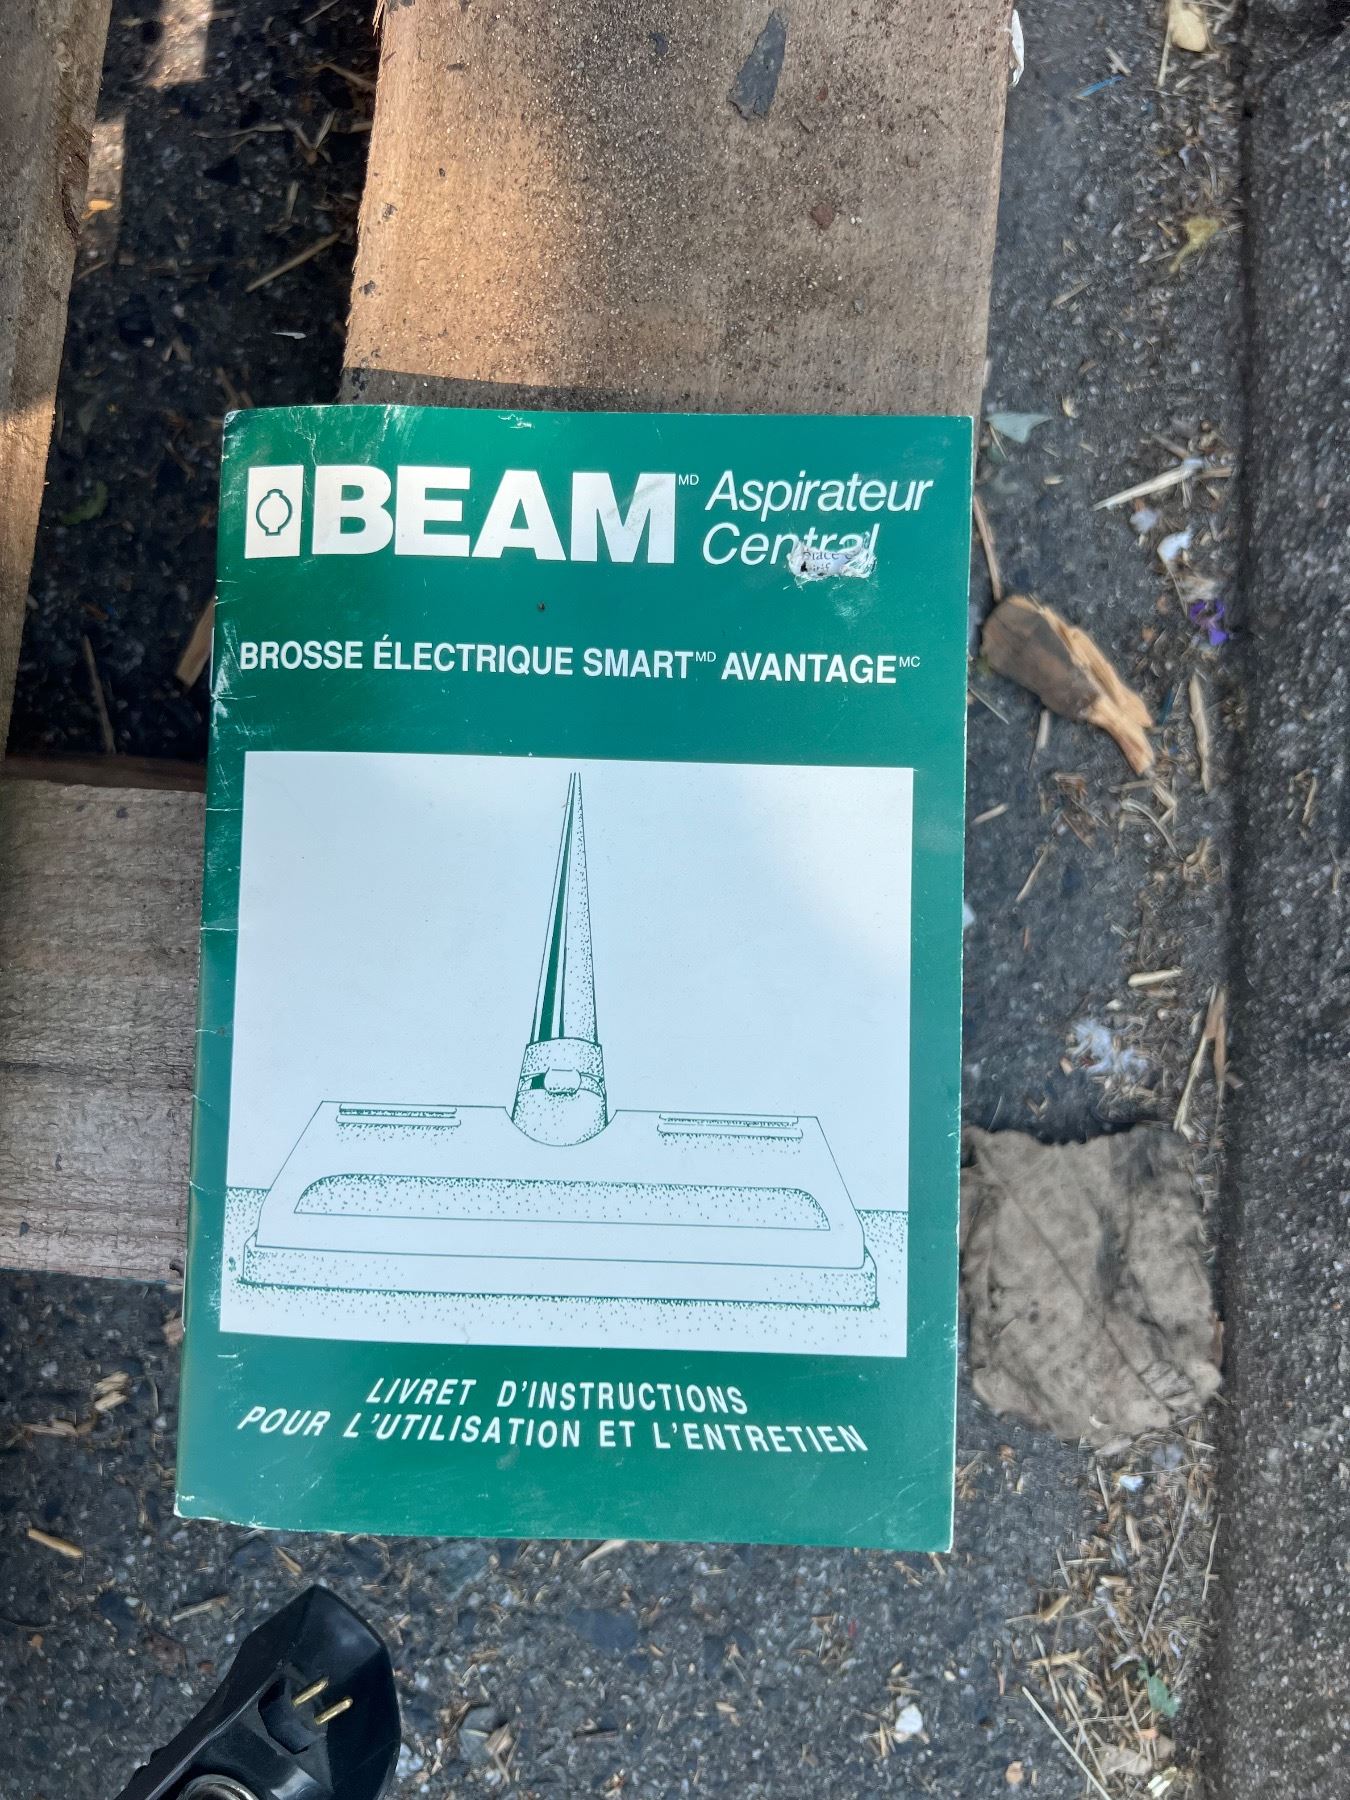 BEAM MD Aspirateur
Central
BROSSE ÉLECTRIQUE SMART MD AVANTAGE MC
LIVRET D'INSTRUCTIONS
POUR L'UTILISATION ET L'ENTRETIEN